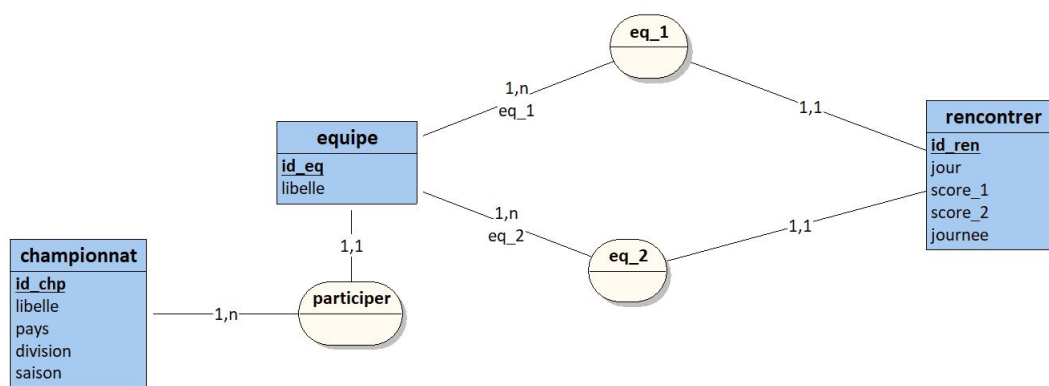 eq_1
1,n
eq_1
1,1
rencontrer
id_ren
jour
score_1
score_2
journee
equipe
id_eq
libelle
1,n
eq_2
1,1
eq_2
1,1
championnat
id_chp
libelle
pays
division
saison
participer
1,n